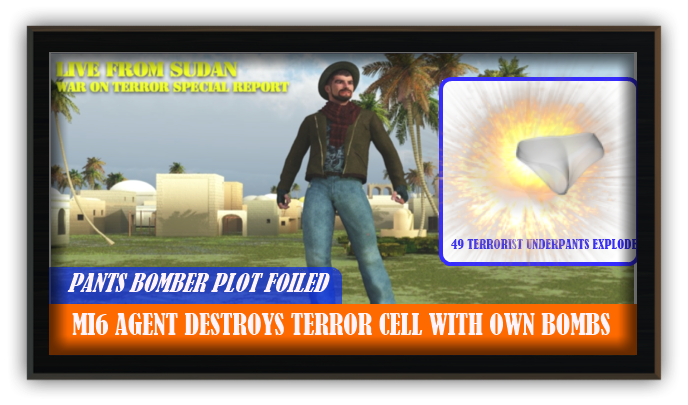 LIVE FROM SUDAN
WAR ON TERROR SPECIAL REPORT
49 TERRORIST UNDERPANTS EXPLODE
PANTS BOMBER PLOT FOILED
MI6 AGENT DESTROYS TERROR CELL WITH OWN BOMBS